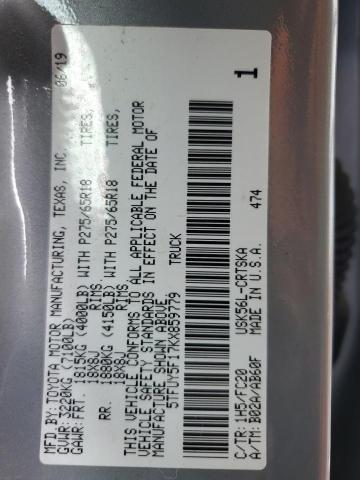 MFD.BY:TOYOTA MOTOR MANUFACTURING, TEXAS, INC. 06/19
GVWR: 3220KG (7100LB)
GAWR: FRT. 1815KG (4000LB) WITH P275/65R18 TIRES,
18X8J RIMS,
RR. 1880KG (4150LB) WITH P275/65R18 TIRES,
18X8J RIMS.
THIS VEHICLE CONFORMS TO ALL APPLICABLE FEDERAL MOTOR
VEHICLE SAFETY STANDARDS IN EFFECT ON THE DATE OF
MANUFACTURE SHOWN ABOVE.
5TFUY5F17KX859779 TRUCK
1
C/TR: 1H5/FC20 USK56L-CRTSKA 474
A/TM: B02A/AB60F MADE IN U.S.A.